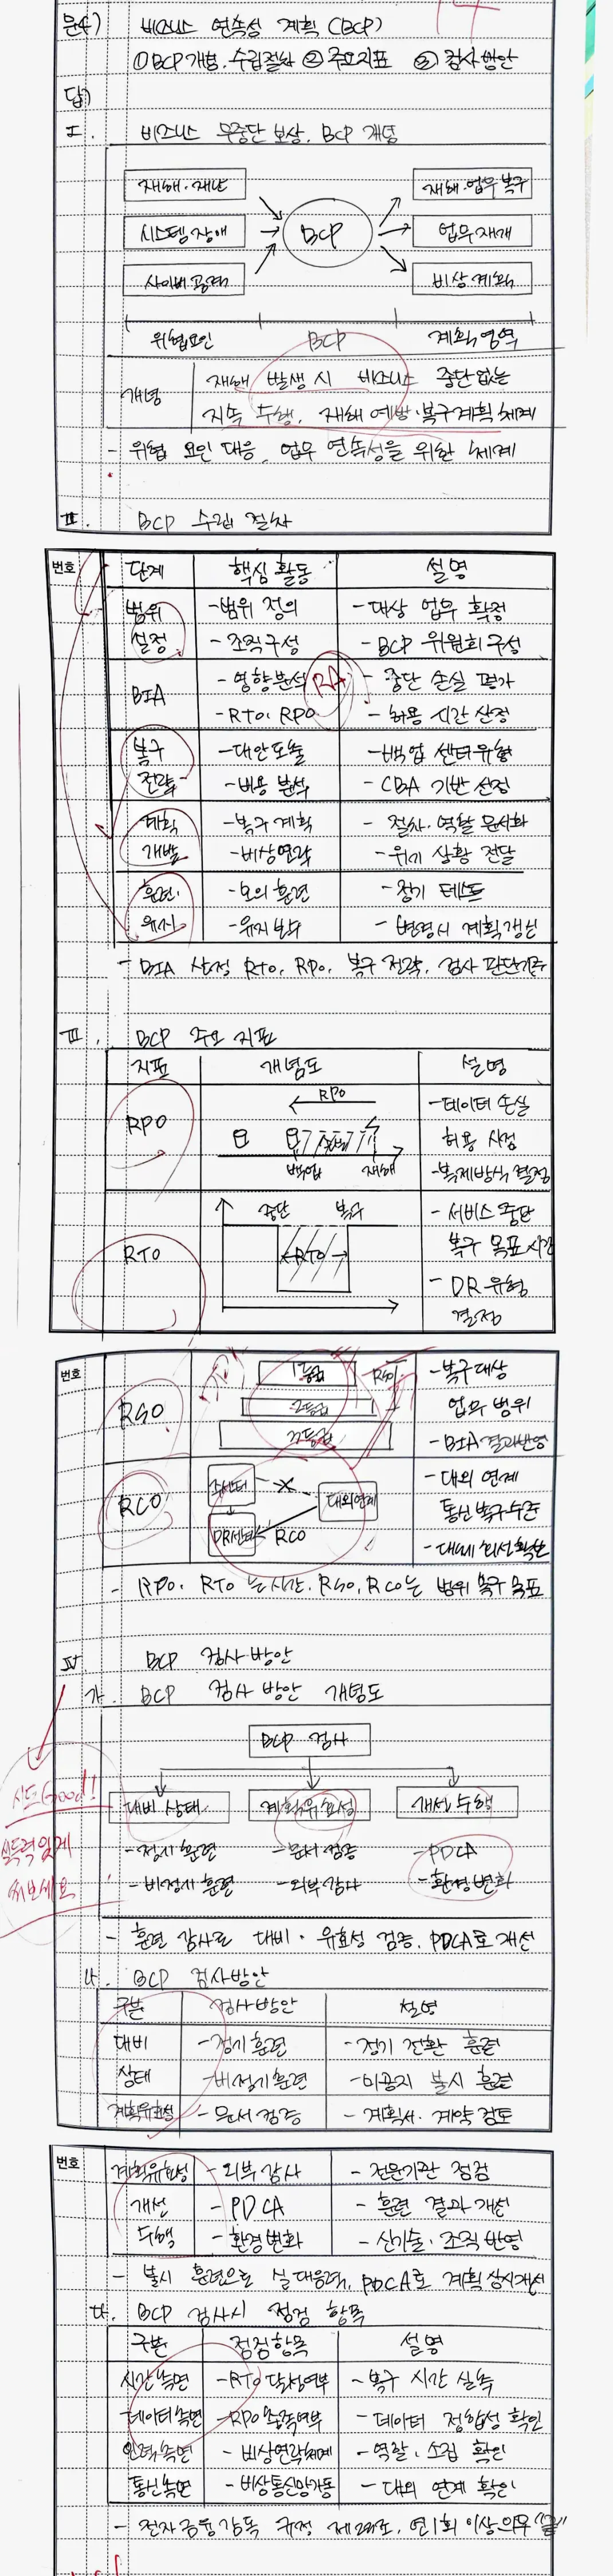 문4) 비즈니스 연속성 계획 (BCP)
① BCP 개념, 수립절차 ② 주요지표 ③ 검사방안
답)
I. 비즈니스 무중단 보상, BCP 개념
재해·재난
시스템 장애
사이버 공격
BCP
재해·업무 복구
업무 재개
비상 계획
위협요인 BCP 계획 영역
개념 재해 발생 시 비즈니스 중단 없는
지속 수행, 재해 예방·복구 계획 체계
- 위협 요인 대응, 업무 연속성을 위한 체계
II. BCP 수립 절차
번호
단계 핵심 활동 설명
범위 설정 - 범위 정의 - 대상 업무 확정
- 조직 구성 - BCP 위원회 구성
BIA - 영향분석 RA - 중단 손실 평가
- RTO, RPO - 허용 시간 산정
복구 전략 - 대안 도출 - 백업 센터 유형
- 비용 분석 - CBA 기반 선정
계획 개발 - 복구 계획 - 절차·역할 문서화
- 비상연락 - 위기 상황 전달
훈련· 유지 - 모의 훈련 - 정기 테스트
- 유지 보수 - 변경시 계획 갱신
- BIA 산정 RTO, RPO, 복구 전략, 검사 판단기준
III. BCP 주요 지표
지표 개념도 설명
RPO
RPO
백업 재해
- 데이터 손실
허용 시점
- 복제방식 결정
RTO
중단 복구
RTO
- 서비스 중단
복구 목표 시간
- DR 유형
결정
번호
RSO
1등급 RSO
2등급
- 복구 대상
업무 범위
- BIA 결과 반영
RCO
주센터 X 대외연계
DR센터 RCO
- 대외 연계
통신 복구 수준
- 대체 회선 확보
- RPO, RTO 는 시간, RSO, RCO는 범위 복구 목표
IV. BCP 검사 방안
가. BCP 검사 방안 개념도
BCP 검사
대비 상태 계획유효성 개선 수행
- 정기 훈련 - 문서 검증 - PDCA
- 비정기 훈련 - 외부 감사 - 환경변화
시드 Good!!
설득력 있게
써보세요
- 훈련 감사로 대비·유효성 검증, PDCA로 개선
나. BCP 검사방안
구분 검사방안 설명
대비 상태 - 정기 훈련 - 정기 전환 훈련
- 비정기훈련 - 미공지 불시 훈련
계획유효성 - 문서 검증 - 계획서·계약 검토
번호
계획유효성 - 외부 감사 - 전문기관 점검
개선 수행 - PDCA - 훈련 결과 개선
- 환경변화 - 신기술·조직 반영
- 불시 훈련으로 실 대응력, PDCA로 계획 상시개선
다. BCP 검사시 점검 항목
구분 점검항목 설명
시간측면 - RTO 달성여부 - 복구 시간 실측
데이터측면 - RPO 충족여부 - 데이터 정합성 확인
인력측면 - 비상연락체계 - 역할, 소집 확인
통신측면 - 비상통신망가동 - 대외 연계 확인
- 전자금융감독 규정 연1회 이상 의무 "끝"